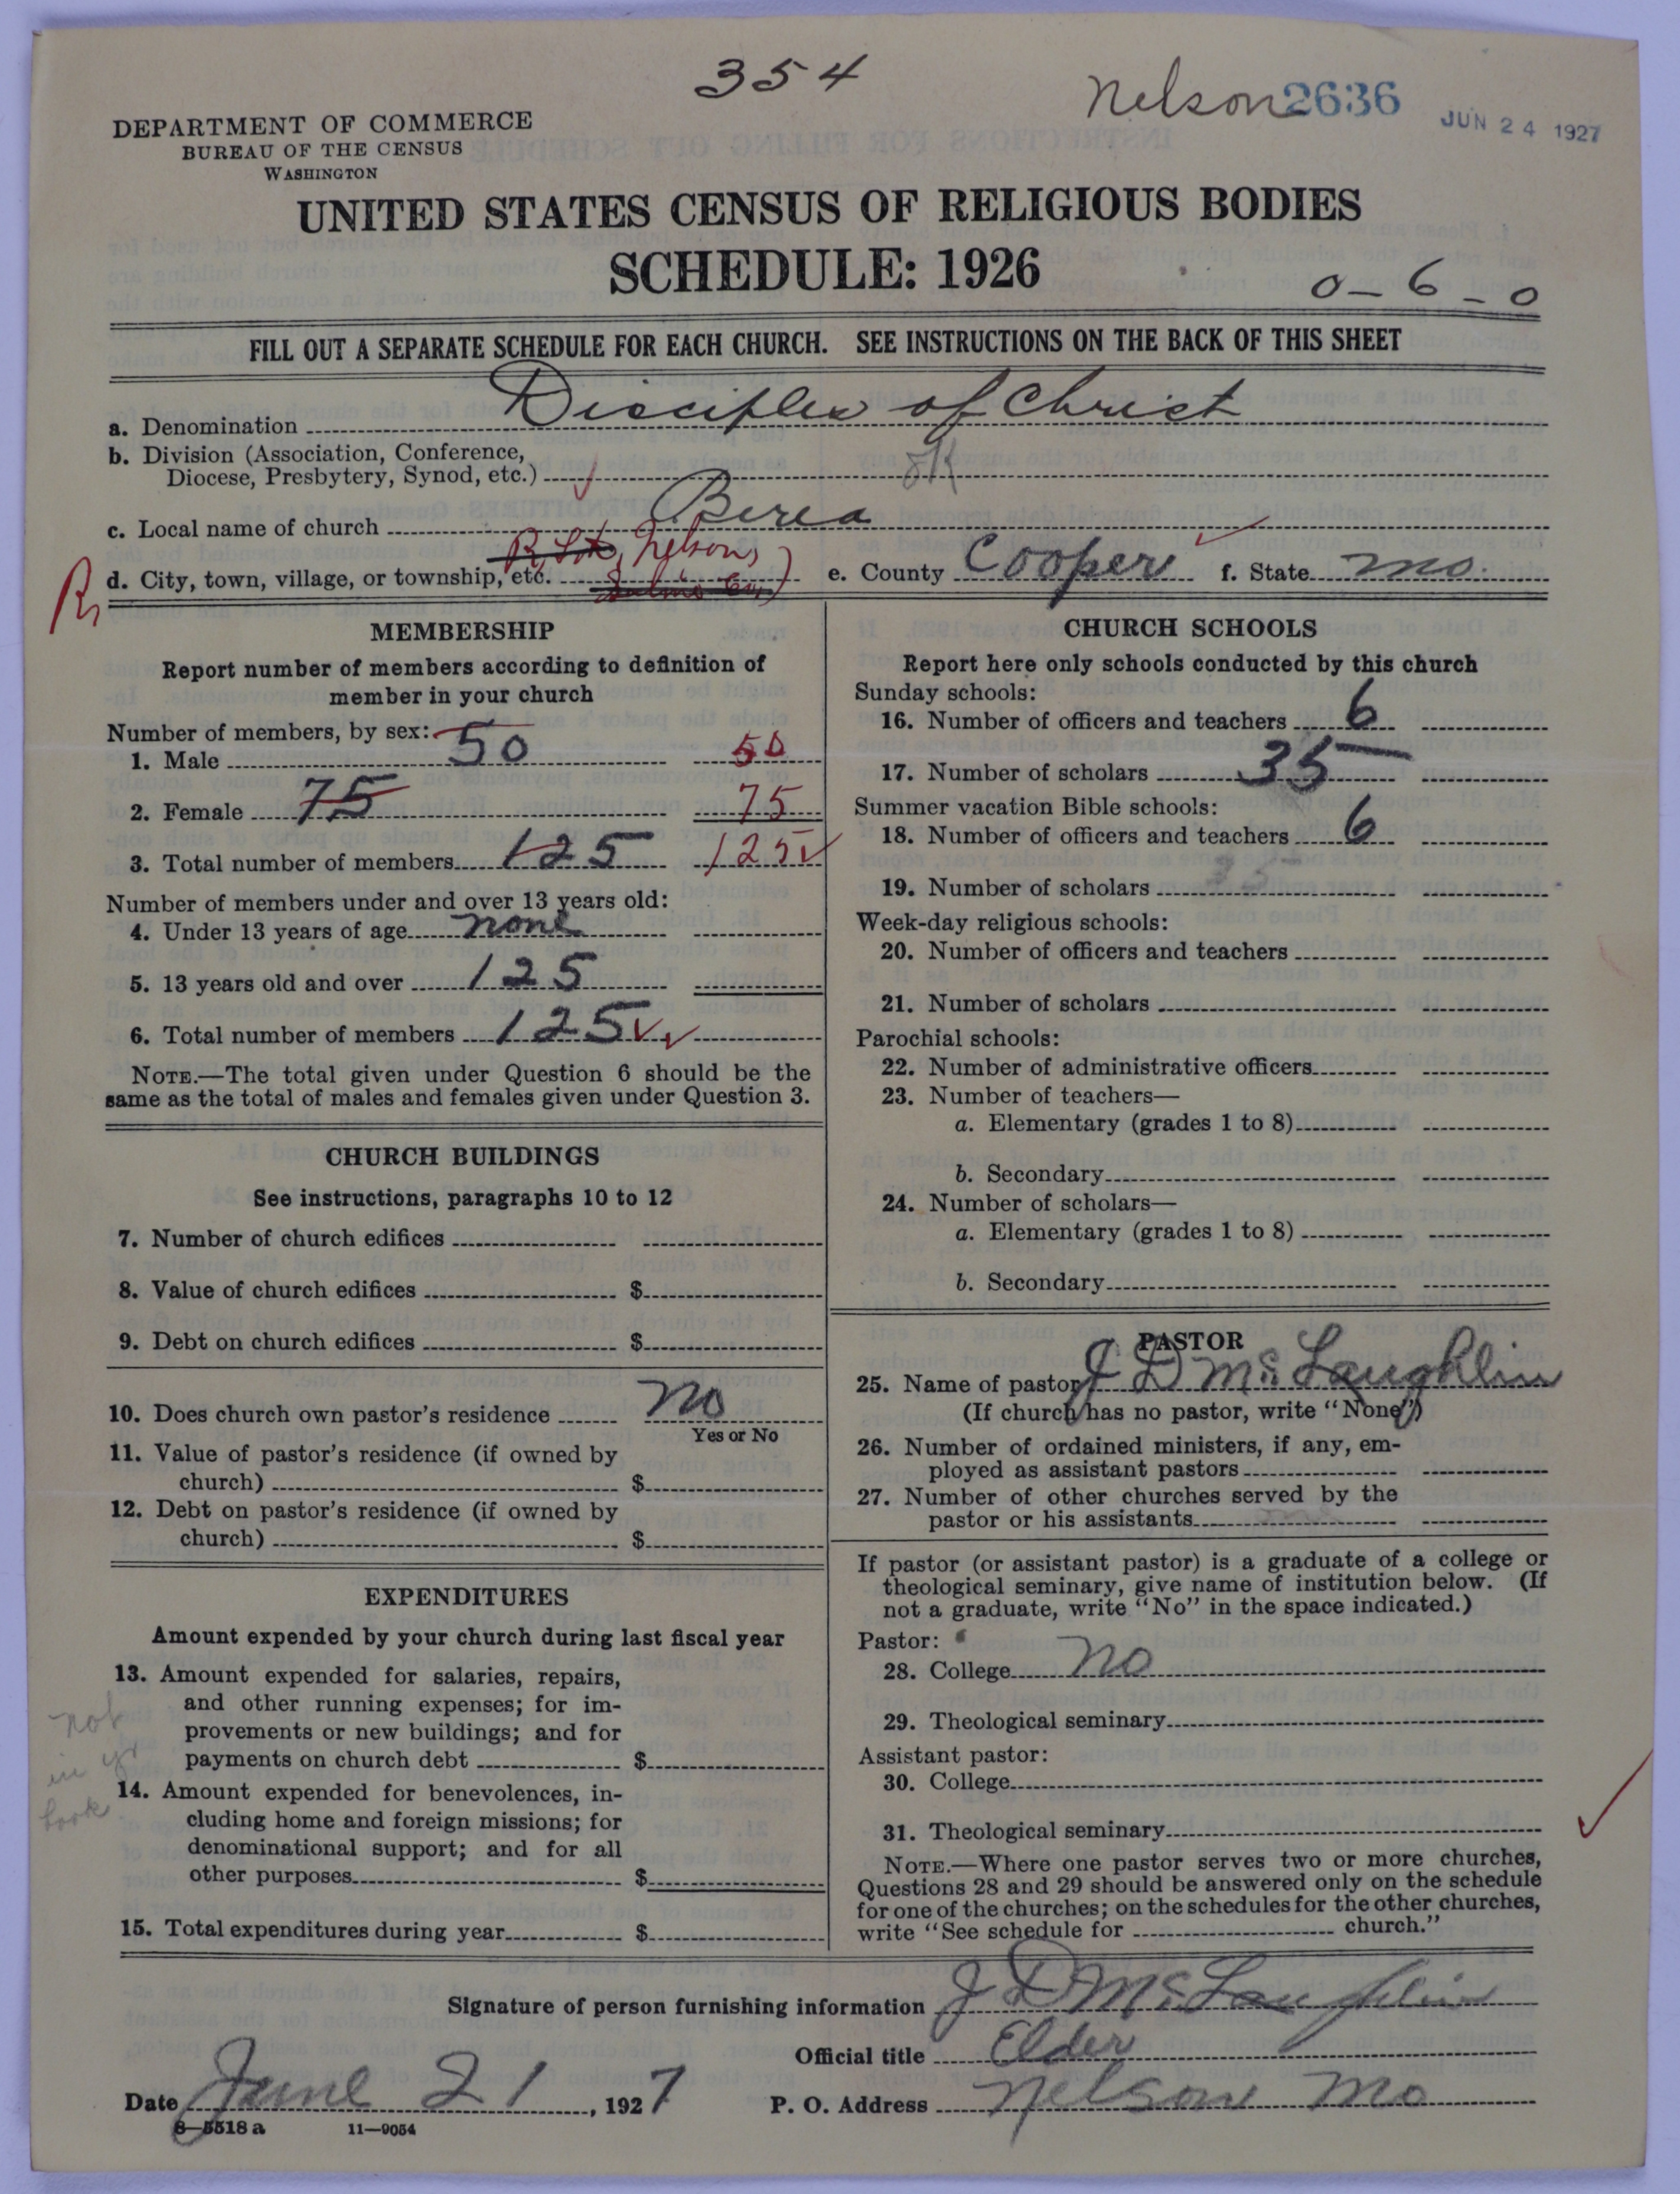 354
Nelson 2636 JUN 24 1927
DEPARTMENT OF COMMERCE
BUREAU OF THE CENSUS
WASHINGTON
UNITED STATES CENSUS OF RELIGIOUS BODIES
SCHEDULE: 1926
0-6-0
FILL OUT A SEPARATE SCHEDULE FOR EACH CHURCH. SEE INSTRUCTIONS ON THE BACK OF THIS SHEET
a. Denomination Disciples of Christ
b. Division (Association, Conference,
Diocese, Presbytery, Synod, etc.)
c. Local name of church Berea
d. City, town, village, or township, etc. Nelson, e. County Cooper f. State Mo.
R
MEMBERSHIP
Report number of members according to definition of
member in your church
Number of members, by sex:
1. Male 50 50
2. Female 75 75
3. Total number of members 125 125
Number of members under and over 13 years old:
4. Under 13 years of age none
5. 13 years old and over 125
6. Total number of members 125
NOTE.—The total given under Question 6 should be the
same as the total of males and females given under Question 3.
CHURCH BUILDINGS
See instructions, paragraphs 10 to 12
7. Number of church edifices
8. Value of church edifices $
9. Debt on church edifices $
10. Does church own pastor's residence No
Yes or No
11. Value of pastor's residence (if owned by
church) $
12. Debt on pastor's residence (if owned by
church) $
EXPENDITURES
Amount expended by your church during last fiscal year
13. Amount expended for salaries, repairs,
and other running expenses; for im-
provements or new buildings; and for
payments on church debt $
not
in yr
book
14. Amount expended for benevolences, in-
cluding home and foreign missions; for
denominational support; and for all
other purposes $
15. Total expenditures during year $
CHURCH SCHOOLS
Report here only schools conducted by this church
Sunday schools:
16. Number of officers and teachers 6
17. Number of scholars 35
Summer vacation Bible schools:
18. Number of officers and teachers 6
19. Number of scholars 35
Week-day religious schools:
20. Number of officers and teachers
21. Number of scholars
Parochial schools:
22. Number of administrative officers
23. Number of teachers—
a. Elementary (grades 1 to 8)
b. Secondary
24. Number of scholars—
a. Elementary (grades 1 to 8)
b. Secondary
PASTOR
25. Name of pastor J D McLaughlin
(If church has no pastor, write "None")
26. Number of ordained ministers, if any, em-
ployed as assistant pastors
27. Number of other churches served by the
pastor or his assistants
If pastor (or assistant pastor) is a graduate of a college or
theological seminary, give name of institution below. (If
not a graduate, write "No" in the space indicated.)
Pastor:
28. College No
29. Theological seminary
Assistant pastor:
30. College
31. Theological seminary
NOTE.—Where one pastor serves two or more churches,
Questions 28 and 29 should be answered only on the schedule
for one of the churches; on the schedules for the other churches,
write "See schedule for church."
Signature of person furnishing information J D McLaughlin
Official title Elder
Date June 21, 1927 P. O. Address Nelson Mo
8—5518 a 11—9054